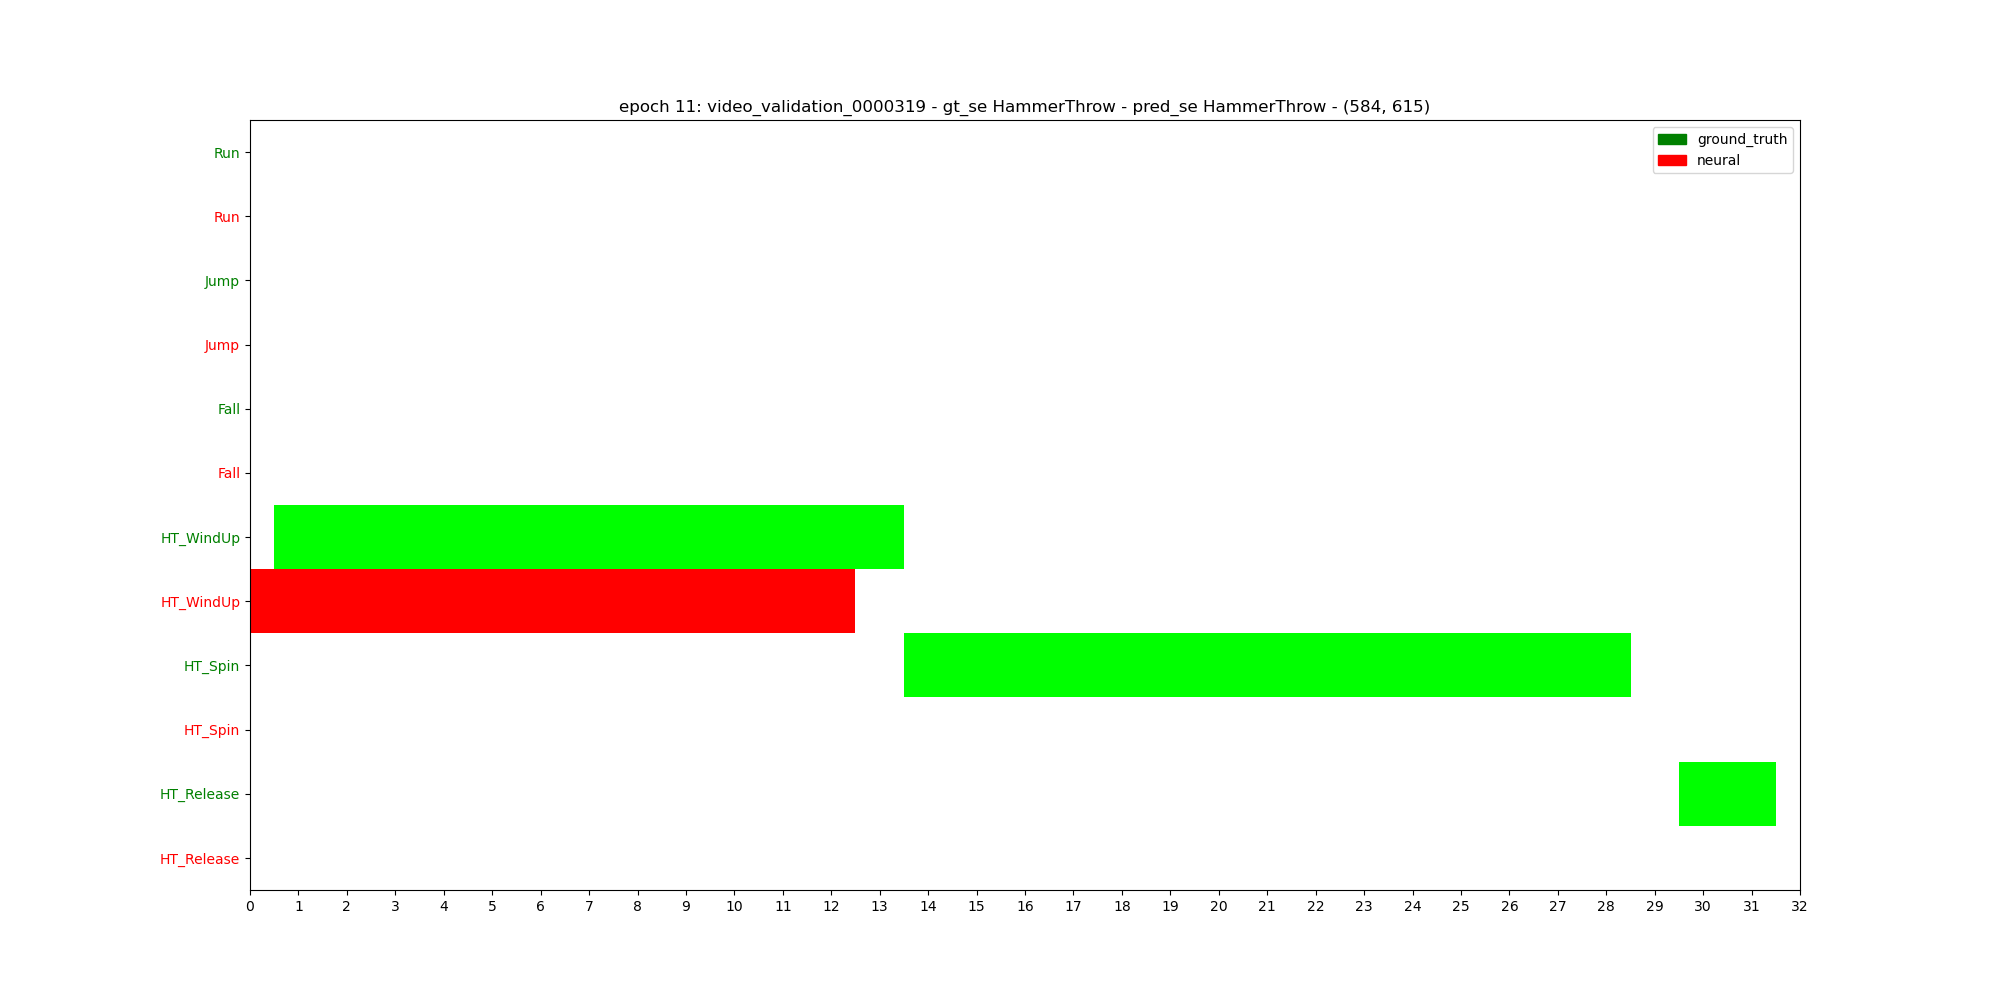 epoch 11: video_validation_0000319 - gt_se HammerThrow - pred_se HammerThrow - (584, 615)
ground_truth
neural
Run
Run
Jump
Jump
Fall
Fall
HT_WindUp
HT_WindUp
HT_Spin
HT_Spin
HT_Release
HT_Release
0 1 2 3 4 5 6 7 8 9 10 11 12 13 14 15 16 17 18 19 20 21 22 23 24 25 26 27 28 29 30 31 32